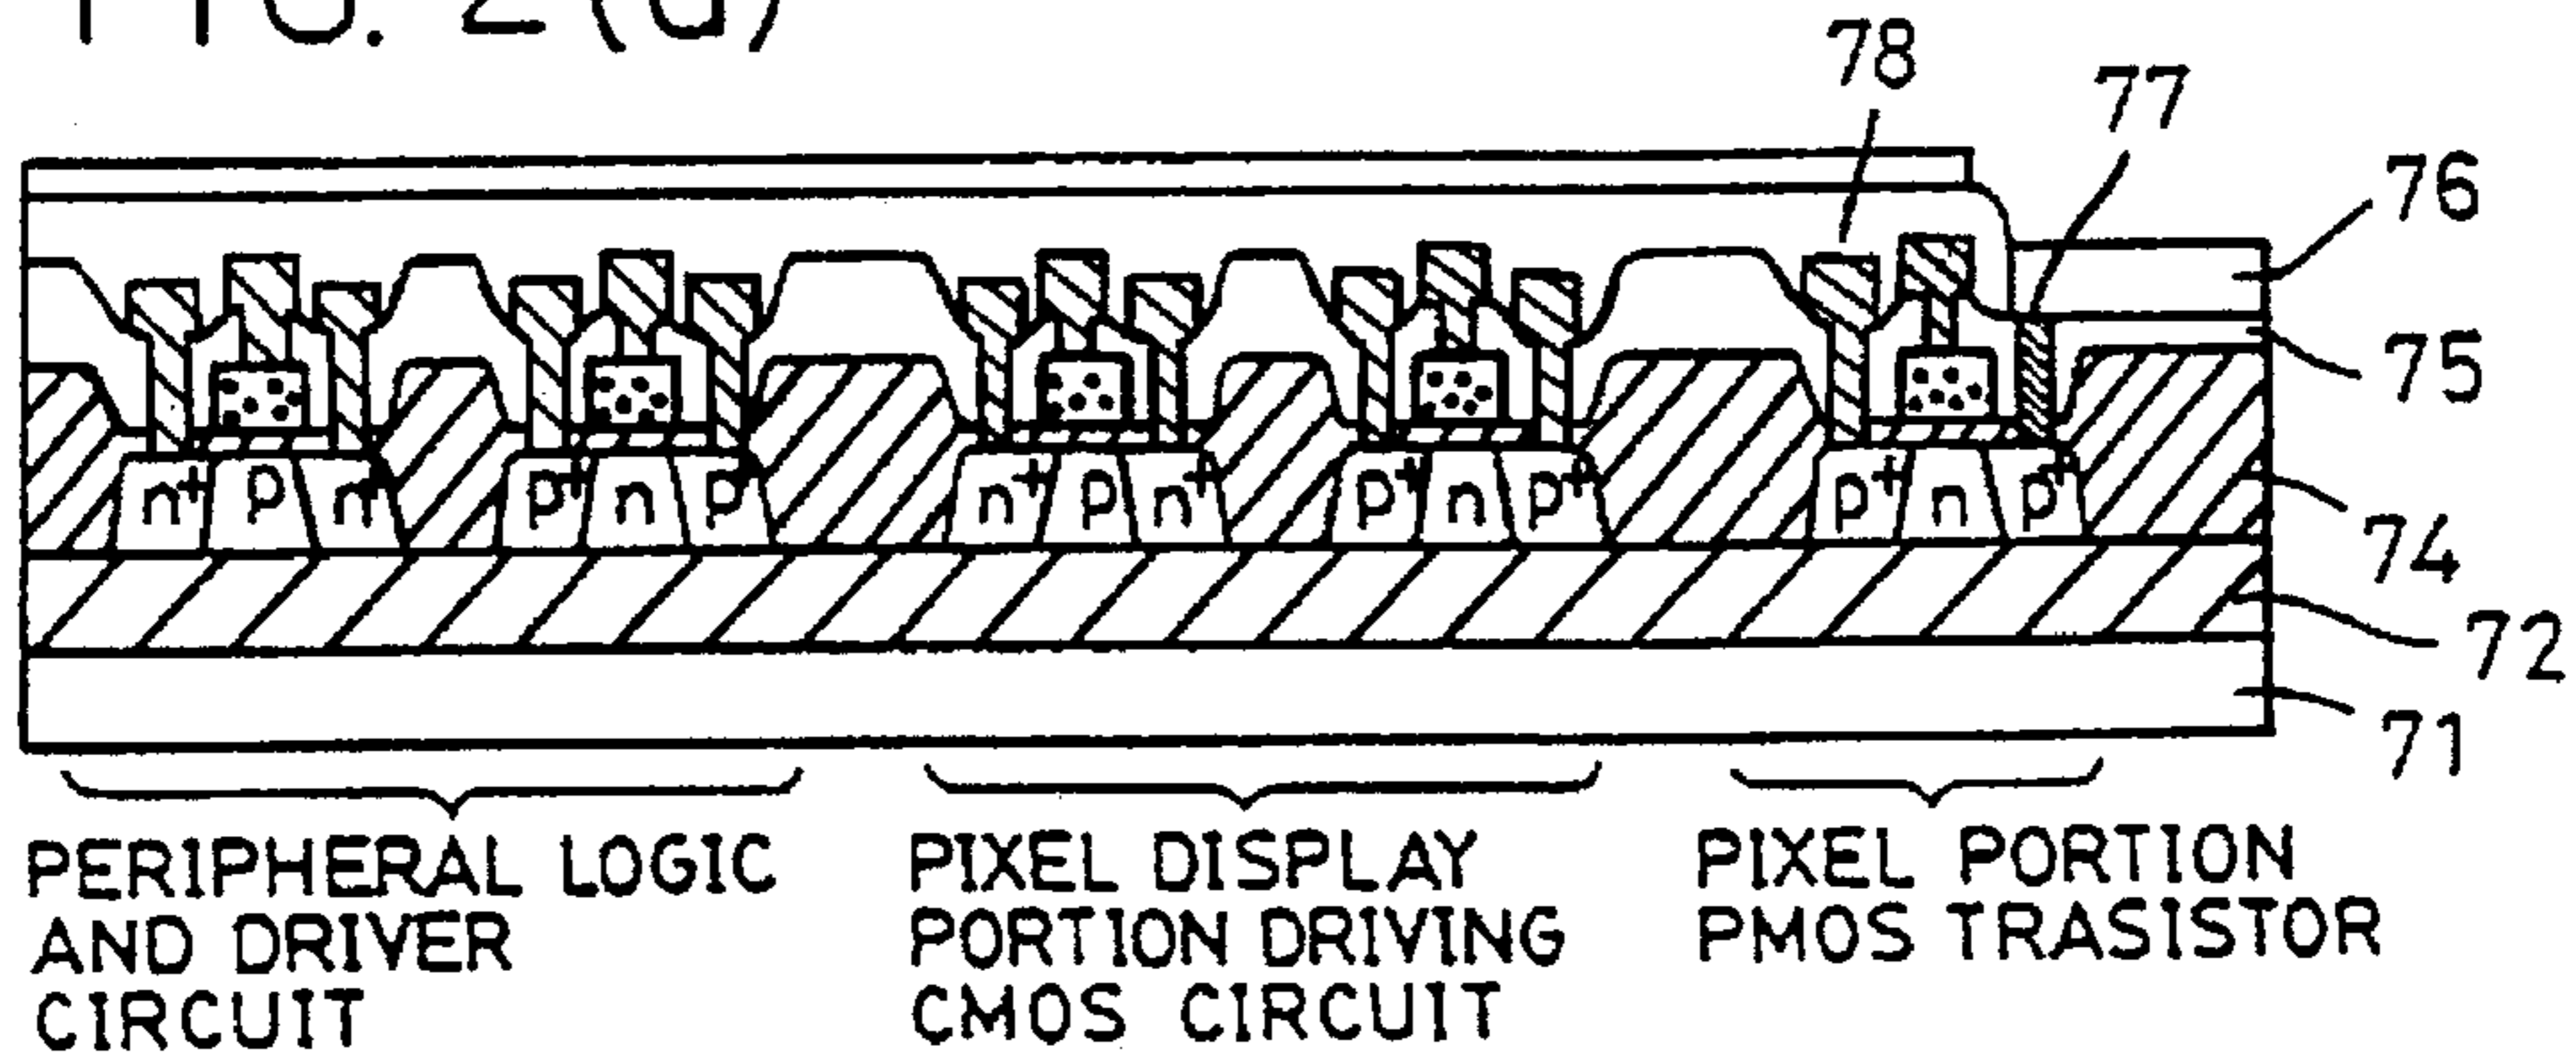 FIG. 2(d)
78
77
76
75
n+ p n+ p+ n p+ n+ p n+ p+ n p+ p+ n p+
74
72
71
PERIPHERAL LOGIC
AND DRIVER
CIRCUIT
PIXEL DISPLAY
PORTION DRIVING
CMOS CIRCUIT
PIXEL PORTION
PMOS TRASISTOR